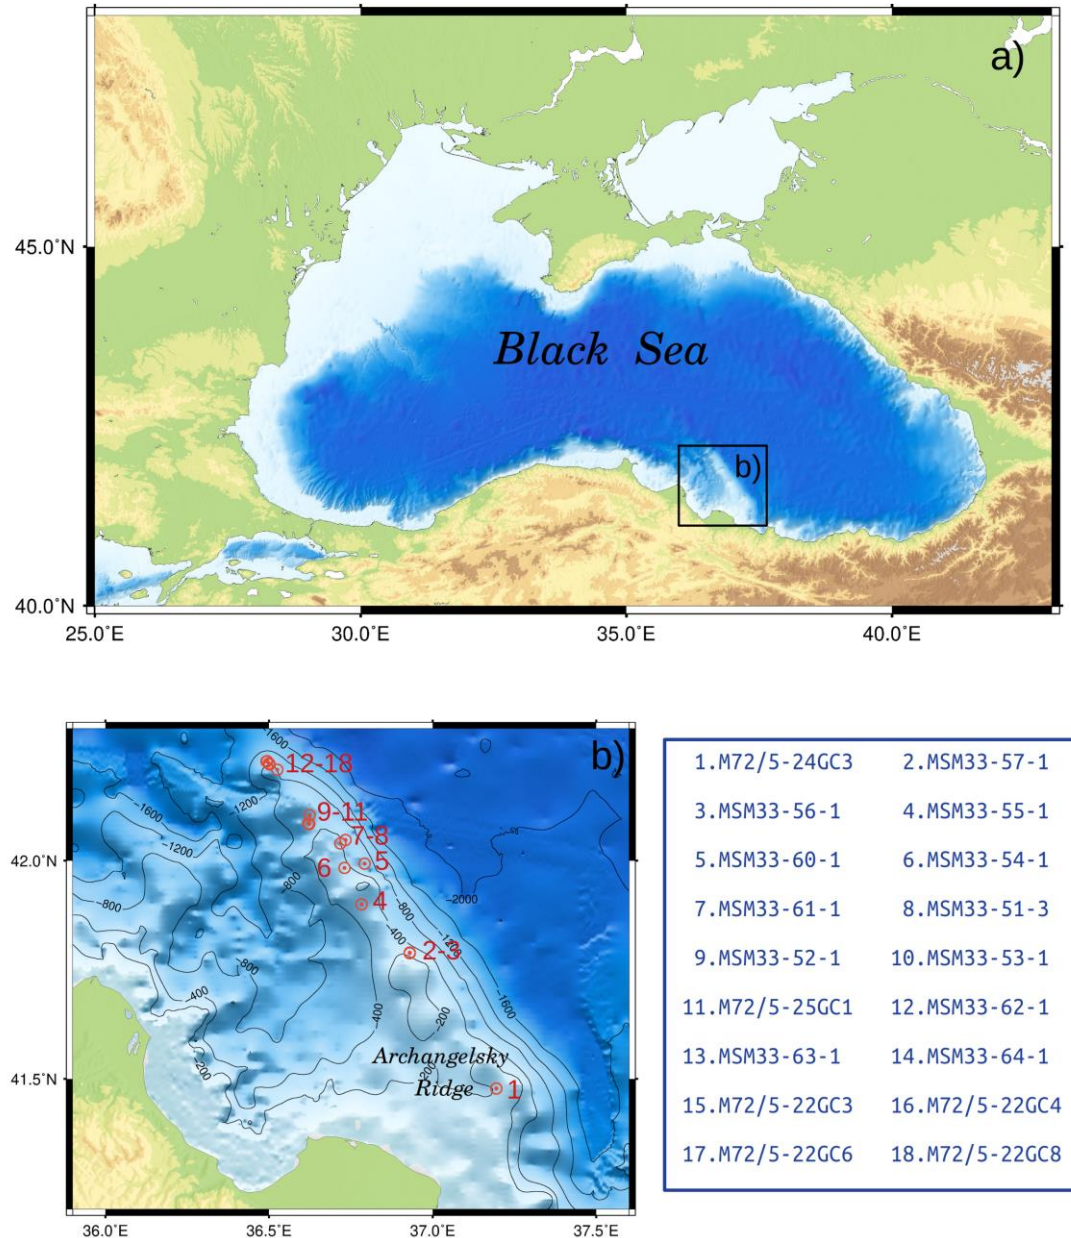 a)
45.0°N
Black Sea
b)
40.0°N
25.0°E 30.0°E 35.0°E 40.0°E
b)
-1600
12-18
-1200
-1600
9-11
-1200
7-8
42.0°N
5
6
-800
-2000
-800
4
-800
-1200
-400
2-3
-800
-400
-1600
-400
-200
Archangelsky
41.5°N
-200
-200
Ridge
1
36.0°E 36.5°E 37.0°E 37.5°E
1.M72/5-24GC3 2.MSM33-57-1
3.MSM33-56-1 4.MSM33-55-1
5.MSM33-60-1 6.MSM33-54-1
7.MSM33-61-1 8.MSM33-51-3
9.MSM33-52-1 10.MSM33-53-1
11.M72/5-25GC1 12.MSM33-62-1
13.MSM33-63-1 14.MSM33-64-1
15.M72/5-22GC3 16.M72/5-22GC4
17.M72/5-22GC6 18.M72/5-22GC8